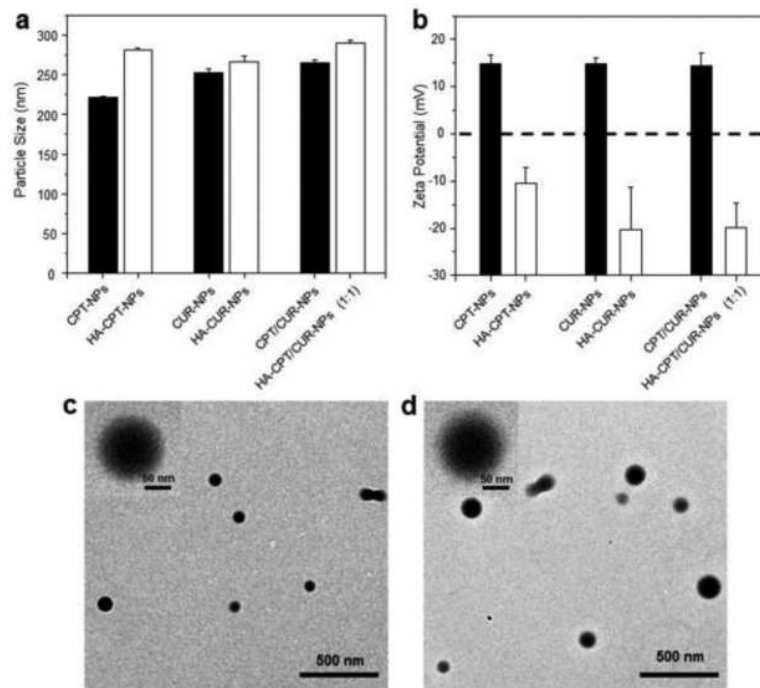 a
Particle Size (nm)
300
250
200
150
100
50
0
CPT-NPs
HA-CPT-NPs
CUR-NPs
HA-CUR-NPs
CPT/CUR-NPs
HA-CPT/CUR-NPs (1:1)
b
Zeta Potential (mV)
20
10
0
-10
-20
-30
CPT-NPs
HA-CPT-NPs
CUR-NPs
HA-CUR-NPs
CPT/CUR-NPs
HA-CPT/CUR-NPs (1:1)
c
50 nm
500 nm
d
50 nm
500 nm